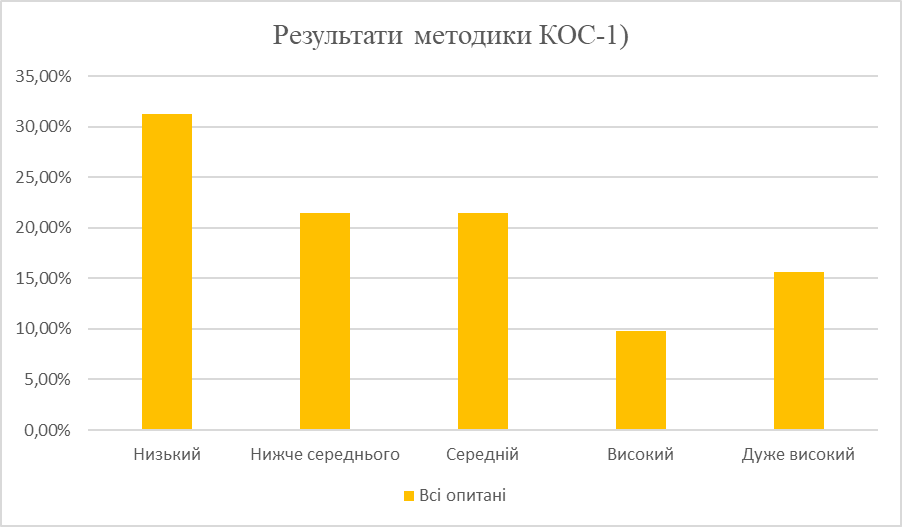 Результати методики КОС-1)
35,00%
30,00%
25,00%
20,00%
15,00%
10,00%
5,00%
0,00%
Низький Нижче середнього Середній Високий Дуже високий
Всі опитані